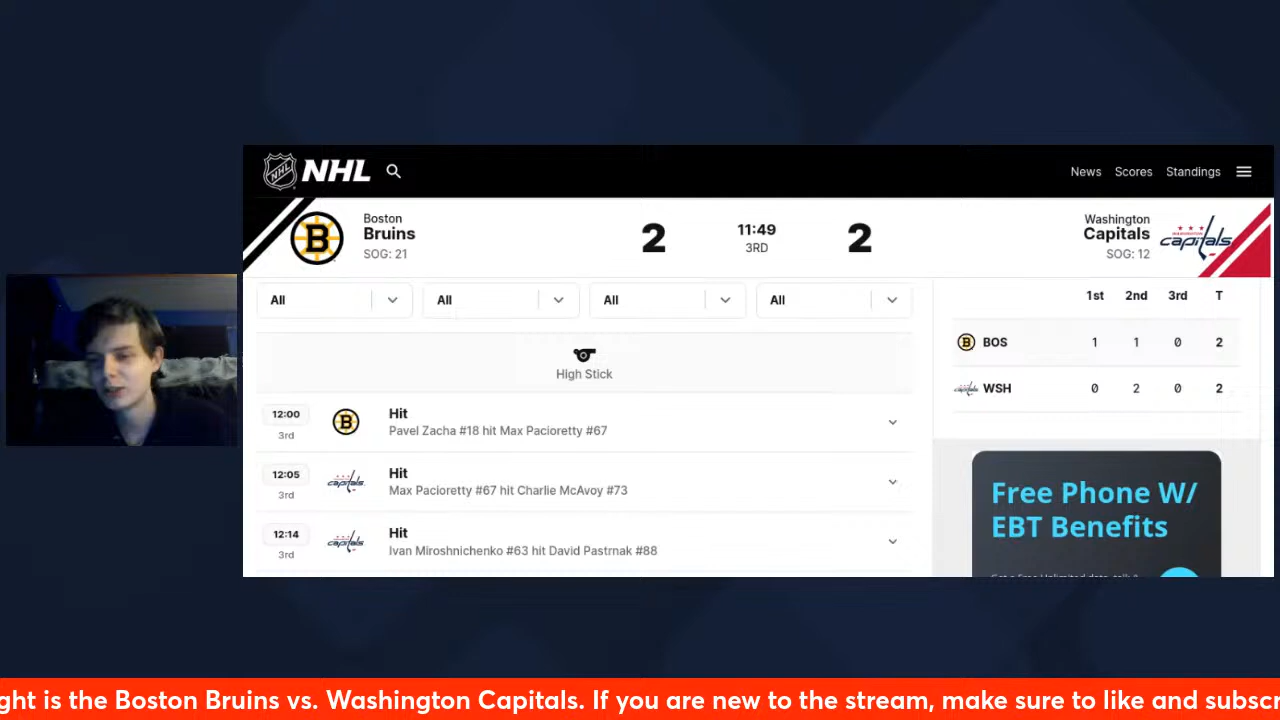 NHL
News Scores Standings
Boston
Bruins
SOG: 21
2
11:49
3RD
2
Washington
Capitals
SOG: 12
capitals
All All All All
1st 2nd 3rd T
High Stick
BOS 1 1 0 2
WSH 0 2 0 2
12:00
3rd
Hit
Pavel Zacha #18 hit Max Pacioretty #67
12:05
3rd
capitals
Hit
Max Pacioretty #67 hit Charlie McAvoy #73
12:14
3rd
capitals
Hit
Ivan Miroshnichenko #63 hit David Pastrnak #88
Free Phone W/
EBT Benefits
ght is the Boston Bruins vs. Washington Capitals. If you are new to the stream, make sure to like and subscr